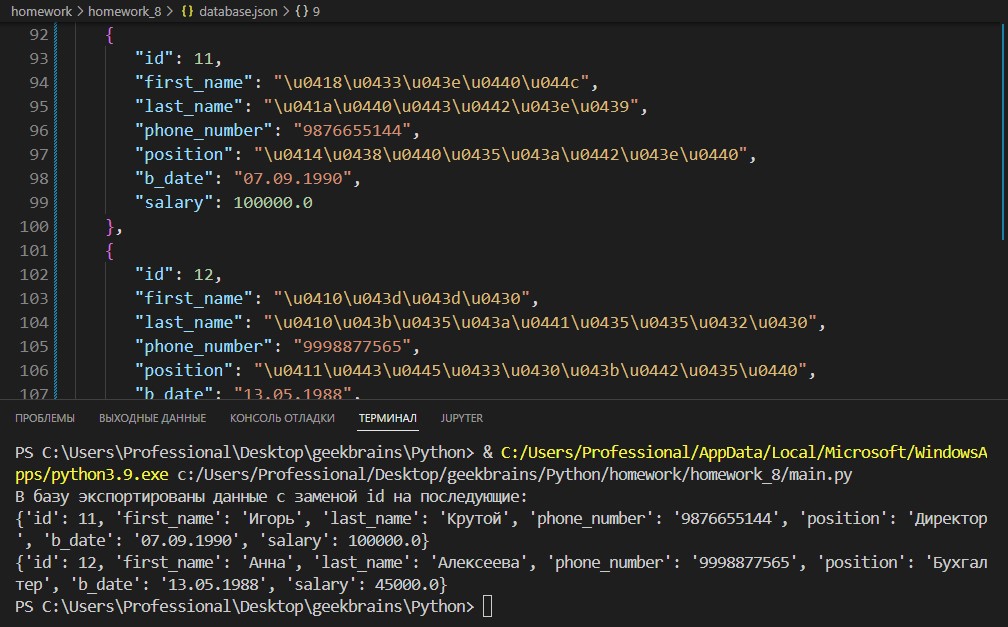 homework > homework_8 > {} database.json > {} 9
92 {
93 "id": 11,
94 "first_name": "\u0418\u0433\u043e\u0440\u044c",
95 "last_name": "\u041a\u0440\u0443\u0442\u043e\u0439",
96 "phone_number": "9876655144",
97 "position": "\u0414\u0438\u0440\u0435\u043a\u0442\u043e\u0440",
98 "b_date": "07.09.1990",
99 "salary": 100000.0
100 },
101 {
102 "id": 12,
103 "first_name": "\u0410\u043d\u043d\u0430",
104 "last_name": "\u0410\u043b\u0435\u043a\u0441\u0435\u0435\u0432\u0430",
105 "phone_number": "9998877565",
106 "position": "\u0411\u0443\u0445\u0433\u0430\u043b\u0442\u0435\u0440",
107 "b_date": "13.05.1988",
ПРОБЛЕМЫ ВЫХОДНЫЕ ДАННЫЕ КОНСОЛЬ ОТЛАДКИ ТЕРМИНАЛ JUPYTER
PS C:\Users\Professional\Desktop\geekbrains\Python> & C:/Users/Professional/AppData/Local/Microsoft/WindowsA
pps/python3.9.exe c:/Users/Professional/Desktop/geekbrains/Python/homework/homework_8/main.py
В базу экспортированы данные с заменой id на последующие:
{'id': 11, 'first_name': 'Игорь', 'last_name': 'Крутой', 'phone_number': '9876655144', 'position': 'Директор
', 'b_date': '07.09.1990', 'salary': 100000.0}
{'id': 12, 'first_name': 'Анна', 'last_name': 'Алексеева', 'phone_number': '9998877565', 'position': 'Бухгал
тер', 'b_date': '13.05.1988', 'salary': 45000.0}
PS C:\Users\Professional\Desktop\geekbrains\Python>